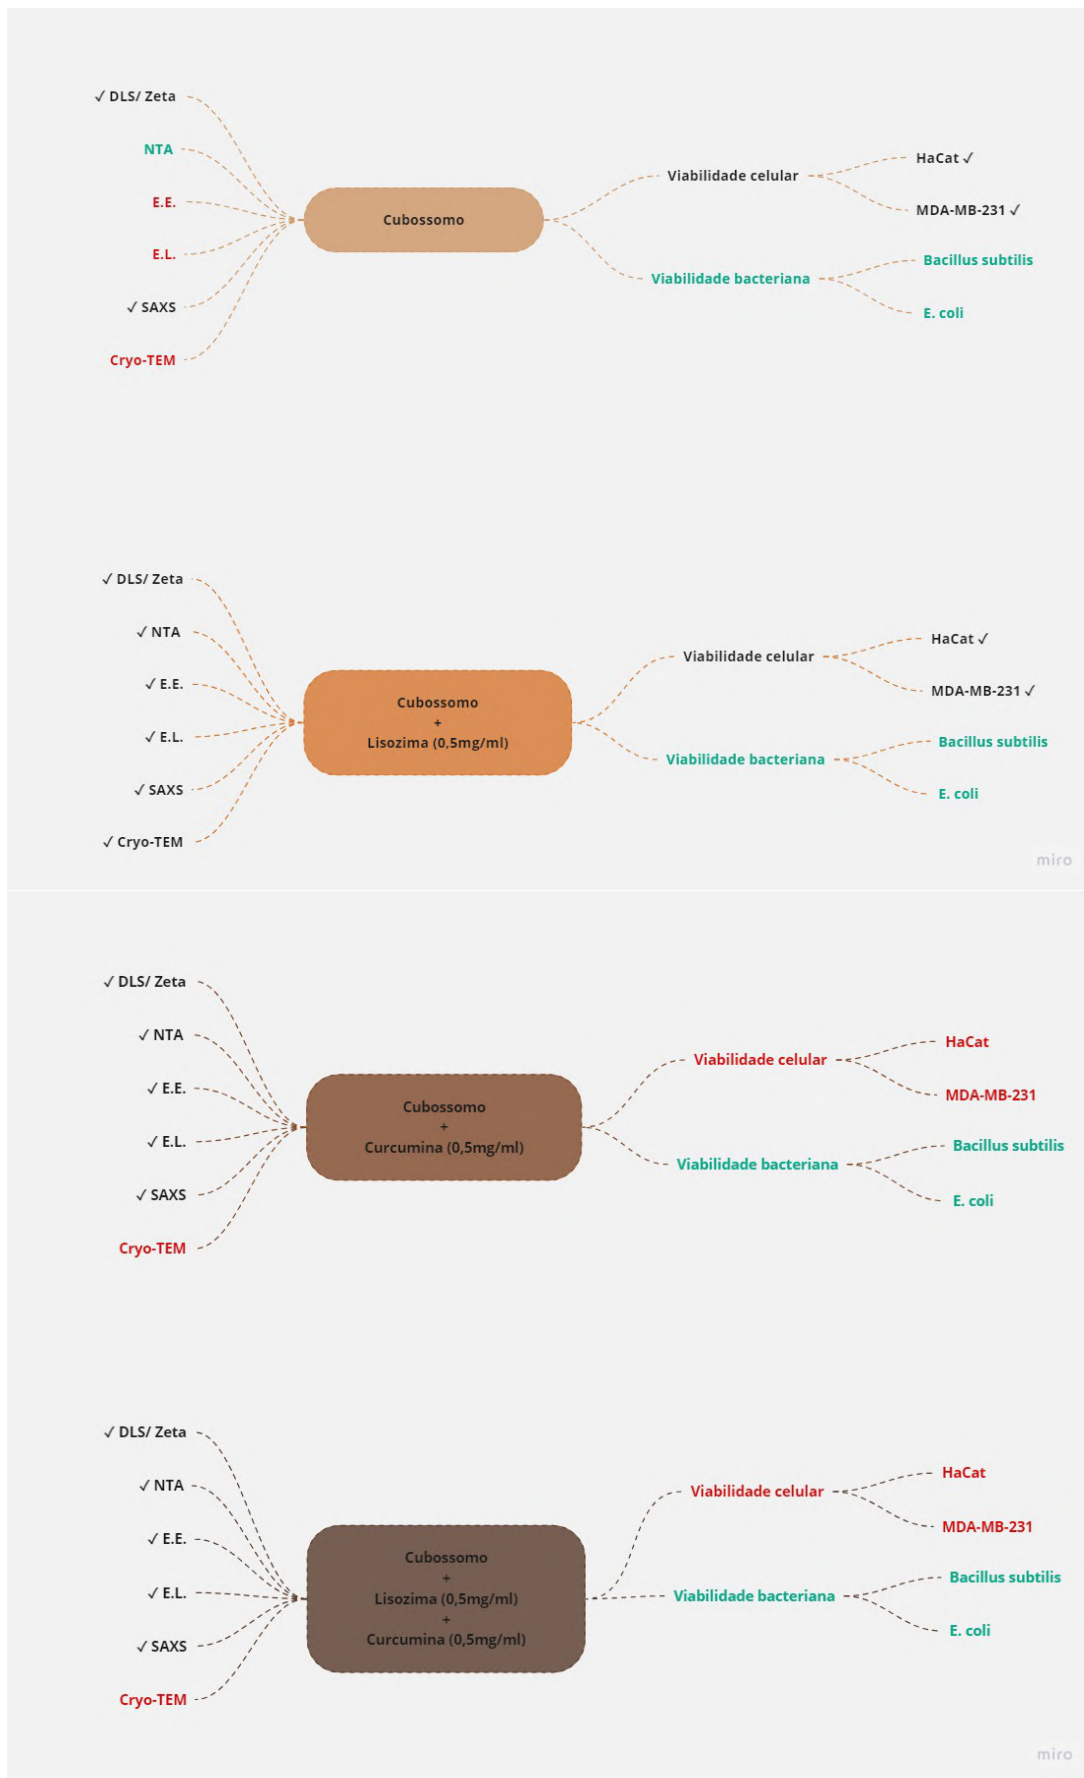 ✓ DLS/ Zeta
NTA
E.E.
E.L.
✓ SAXS
Cryo-TEM
Cubossomo
Viabilidade celular
HaCat ✓
MDA-MB-231 ✓
Viabilidade bacteriana
Bacillus subtilis
E. coli
✓ DLS/ Zeta
✓ NTA
✓ E.E.
✓ E.L.
✓ SAXS
✓ Cryo-TEM
Cubossomo
+
Lisozima (0,5mg/ml)
Viabilidade celular
HaCat ✓
MDA-MB-231 ✓
Viabilidade bacteriana
Bacillus subtilis
E. coli
miro
✓ DLS/ Zeta
✓ NTA
✓ E.E.
✓ E.L.
✓ SAXS
Cryo-TEM
Cubossomo
+
Curcumina (0,5mg/ml)
Viabilidade celular
HaCat
MDA-MB-231
Viabilidade bacteriana
Bacillus subtilis
E. coli
✓ DLS/ Zeta
✓ NTA
✓ E.E.
✓ E.L.
✓ SAXS
Cryo-TEM
Cubossomo
+
Lisozima (0,5mg/ml)
+
Curcumina (0,5mg/ml)
Viabilidade celular
HaCat
MDA-MB-231
Viabilidade bacteriana
Bacillus subtilis
E. coli
miro